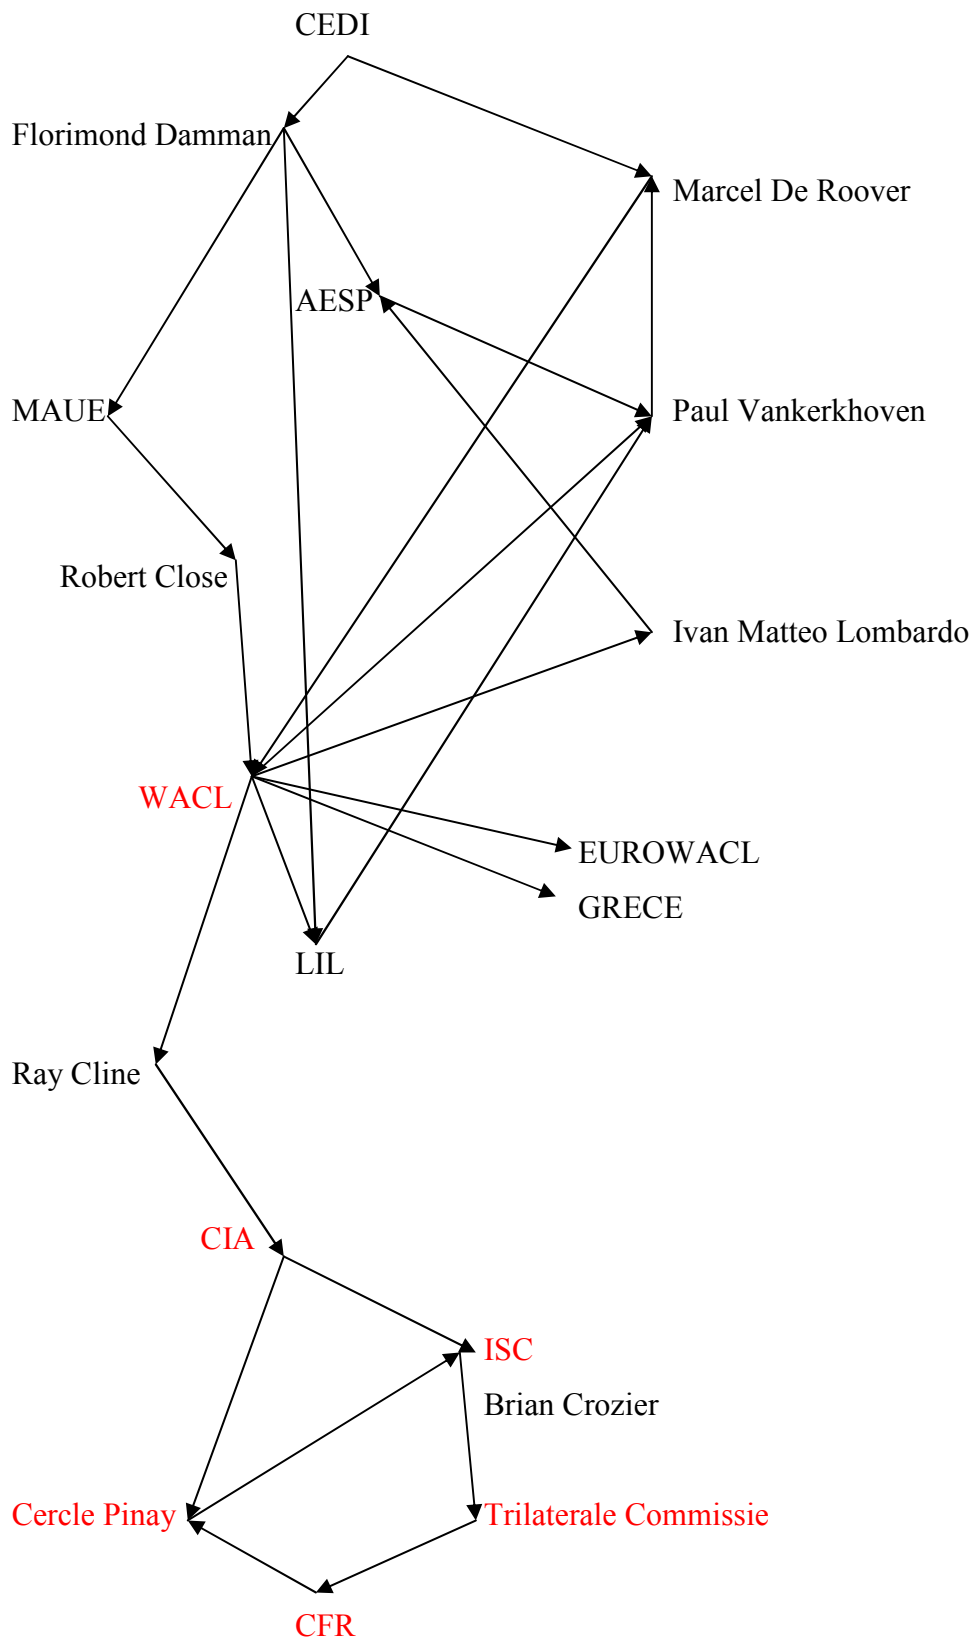 CEDI
Florimond Damman
Marcel De Roover
AESP
MAUE
Paul Vankerkhoven
Robert Close
Ivan Matteo Lombardo
WACL
EUROWACL
GRECE
LIL
Ray Cline
CIA
ISC
Brian Crozier
Cercle Pinay
Trilaterale Commissie
CFR